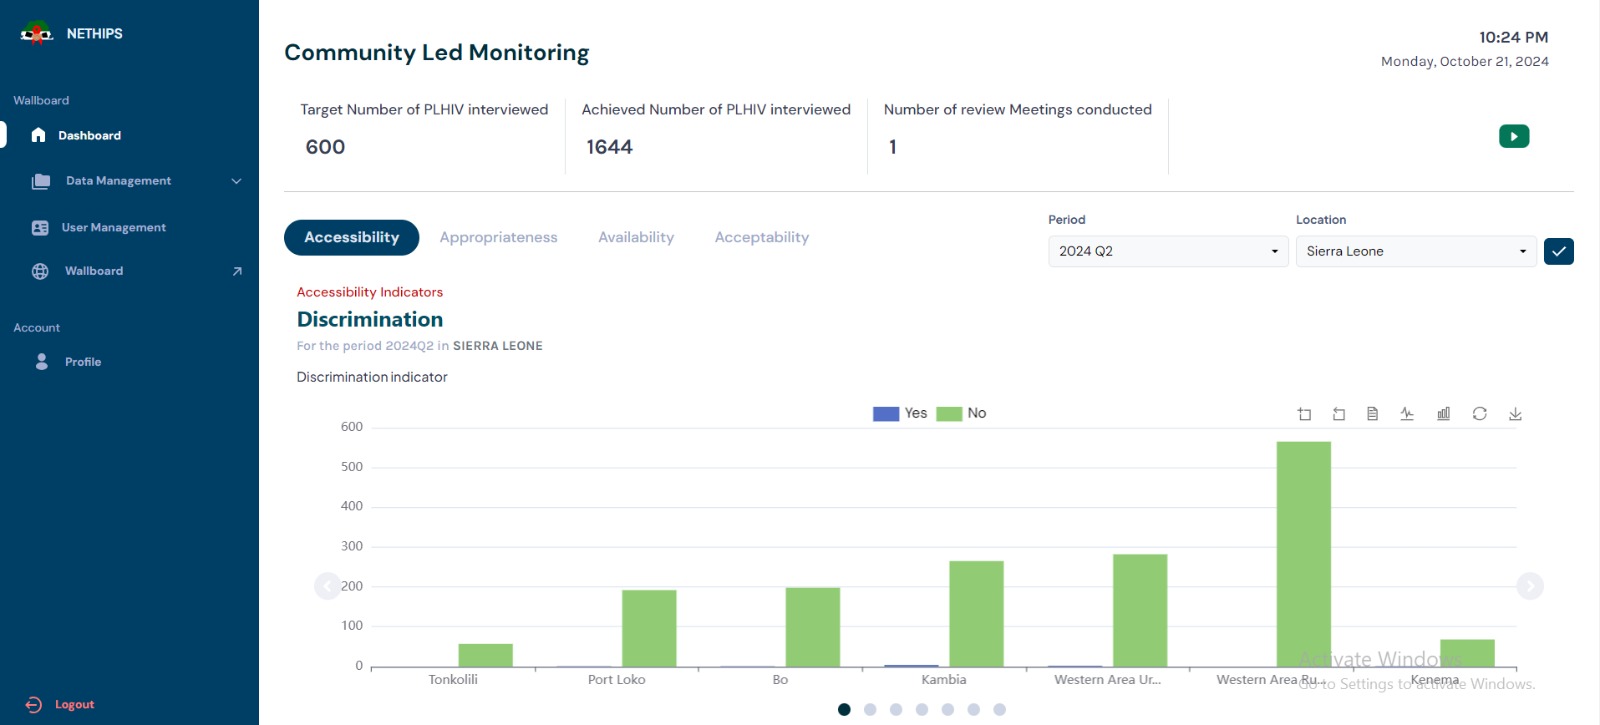 NETHIPS
Wallboard
Dashboard
Data Management
User Management
Wallboard
Account
Profile
Logout
Community Led Monitoring
10:24 PM
Monday, October 21, 2024
Target Number of PLHIV interviewed
600
Achieved Number of PLHIV interviewed
1644
Number of review Meetings conducted
1
Accessibility
Appropriateness
Availability
Acceptability
Period
2024 Q2
Location
Sierra Leone
Accessibility Indicators
Discrimination
For the period 2024Q2 in SIERRA LEONE
Discrimination indicator
Yes
No
600
500
400
300
200
100
0
Tonkolili
Port Loko
Bo
Kambia
Western Area Ur...
Western Area Ru...
Kenema
Activate Windows
Go to Settings to activate Windows.